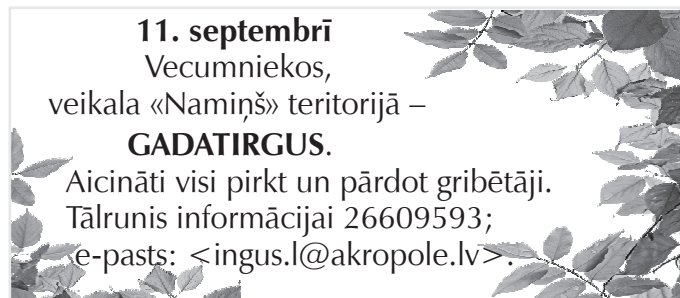 11. septembrī
Vecumniekos,
veikala «Namiņš» teritorijā –
GADATIRGUS.
Aicināti visi pirkt un pārdot gribētāji.
Tālrunis informācijai 26609593;
e-pasts: <ingus.l@akropole.lv>.